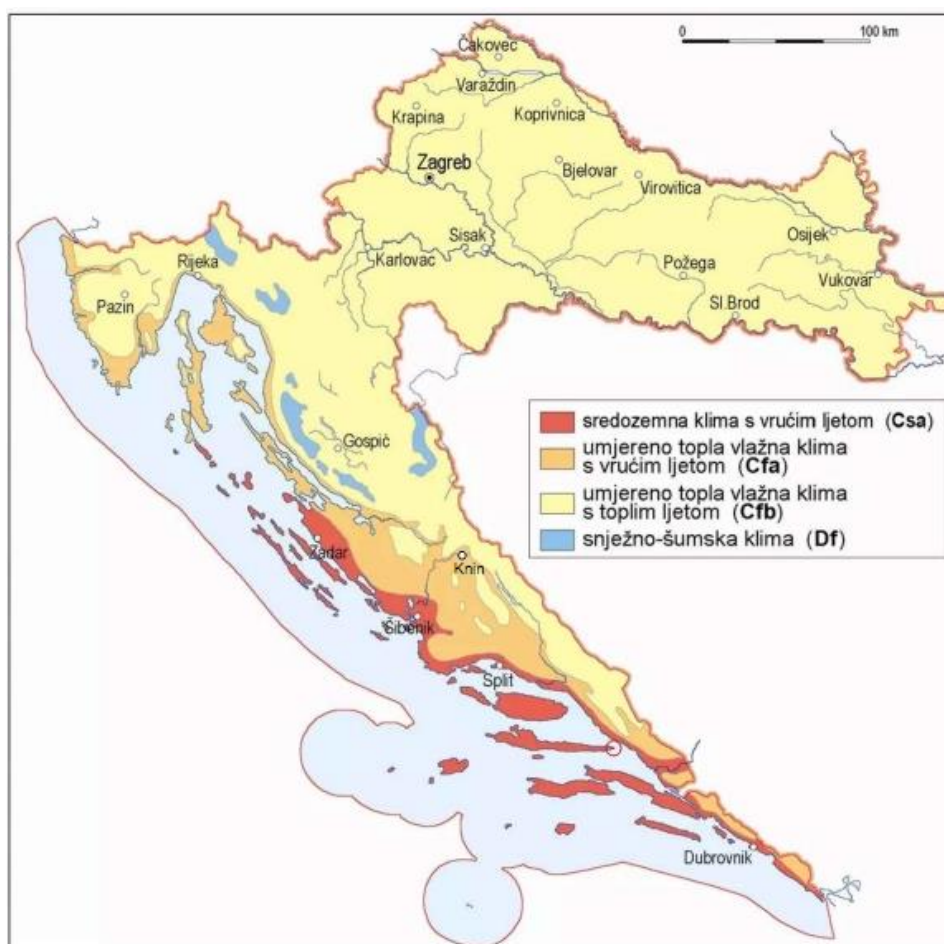 0 100 km
Čakovec
Varaždin
Krapina
Koprivnica
Zagreb
Bjelovar
Virovitica
Sisak
Osijek
Rijeka
Karlovac
Požega
Vukovar
Pazin
Sl.Brod
Gospić
sredozemna klima s vrućim ljetom (Csa)
umjereno topla vlažna klima
s vrućim ljetom (Cfa)
umjereno topla vlažna klima
s toplim ljetom (Cfb)
snježno-šumska klima (Df)
Zadar
Knin
Šibenik
Split
Dubrovnik